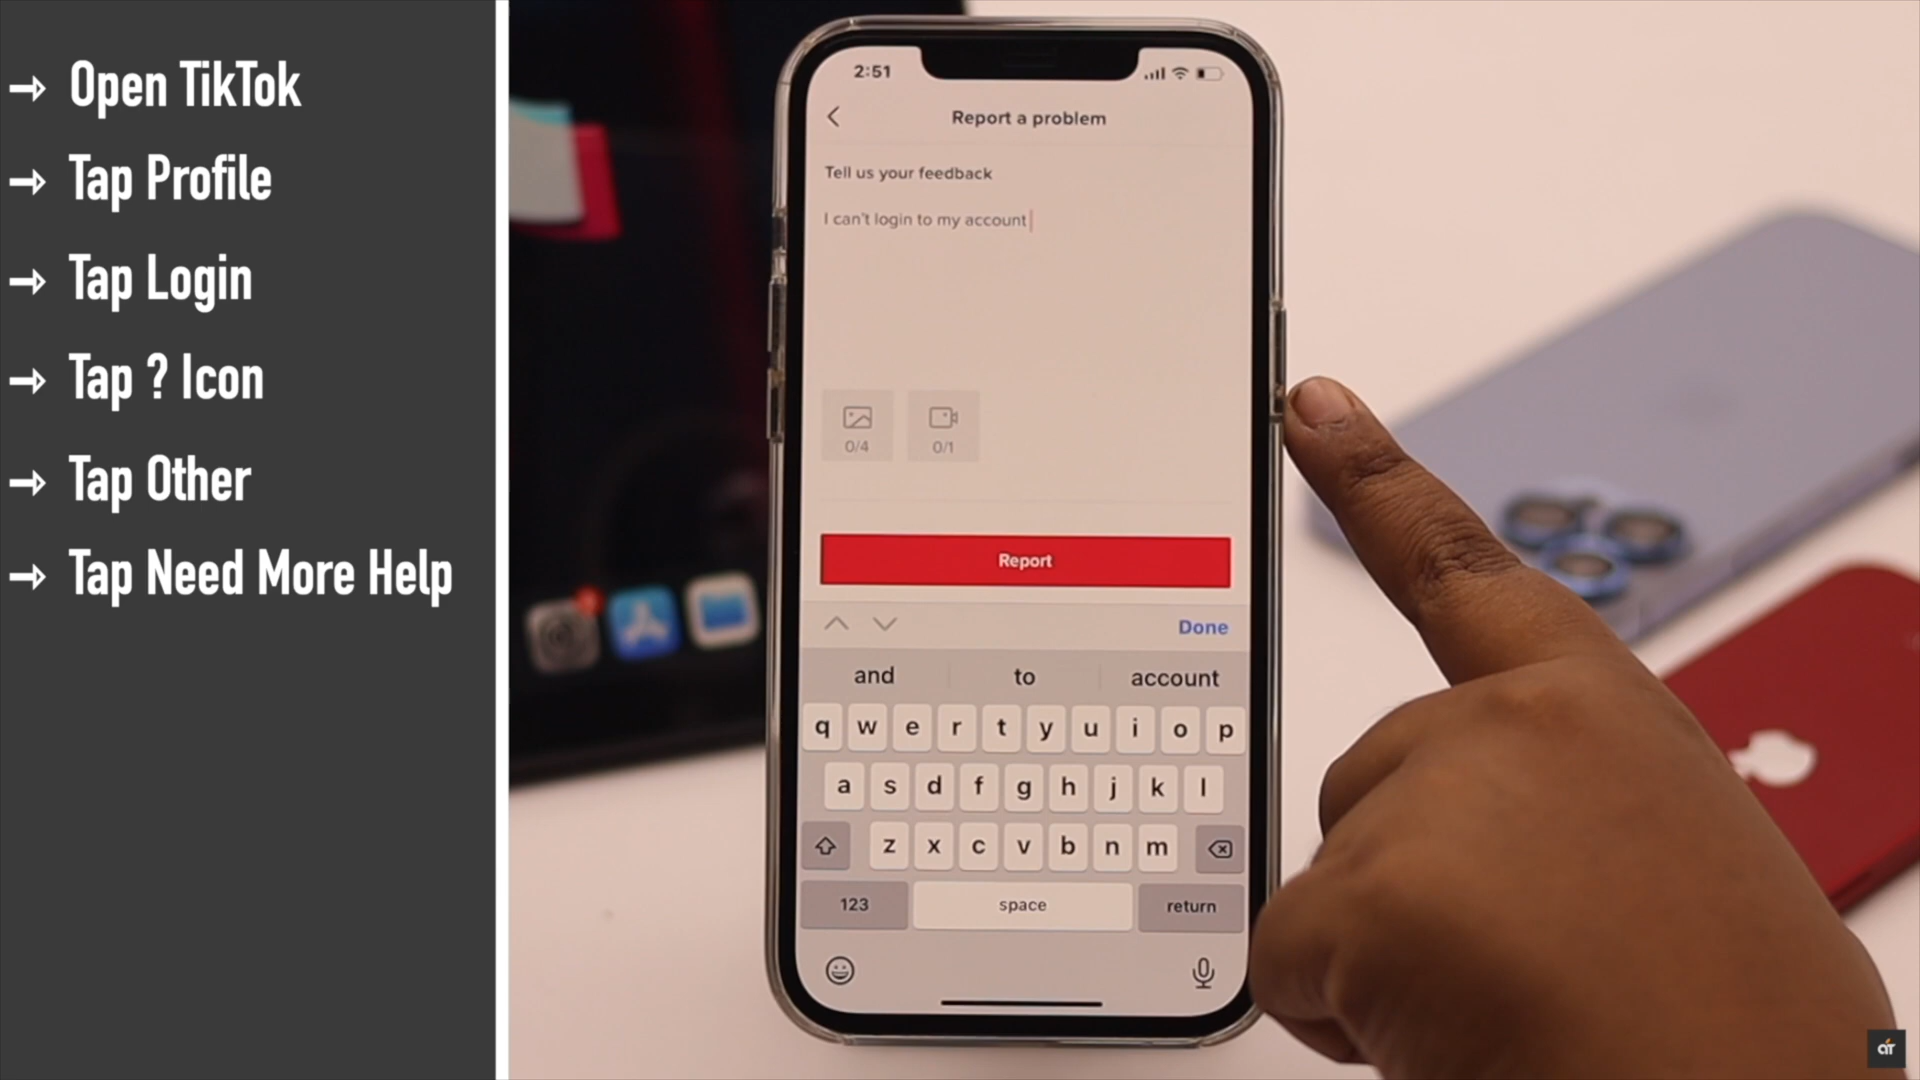 → Open TikTok
→ Tap Profile
→ Tap Login
→ Tap ? Icon
→ Tap Other
→ Tap Need More Help
2:51
Report a problem
Tell us your feedback
I can't login to my account
0/4 0/1
Report
Done
and to account
q w e r t y u i o p
a s d f g h j k l
z x c v b n m
123 space return
aT